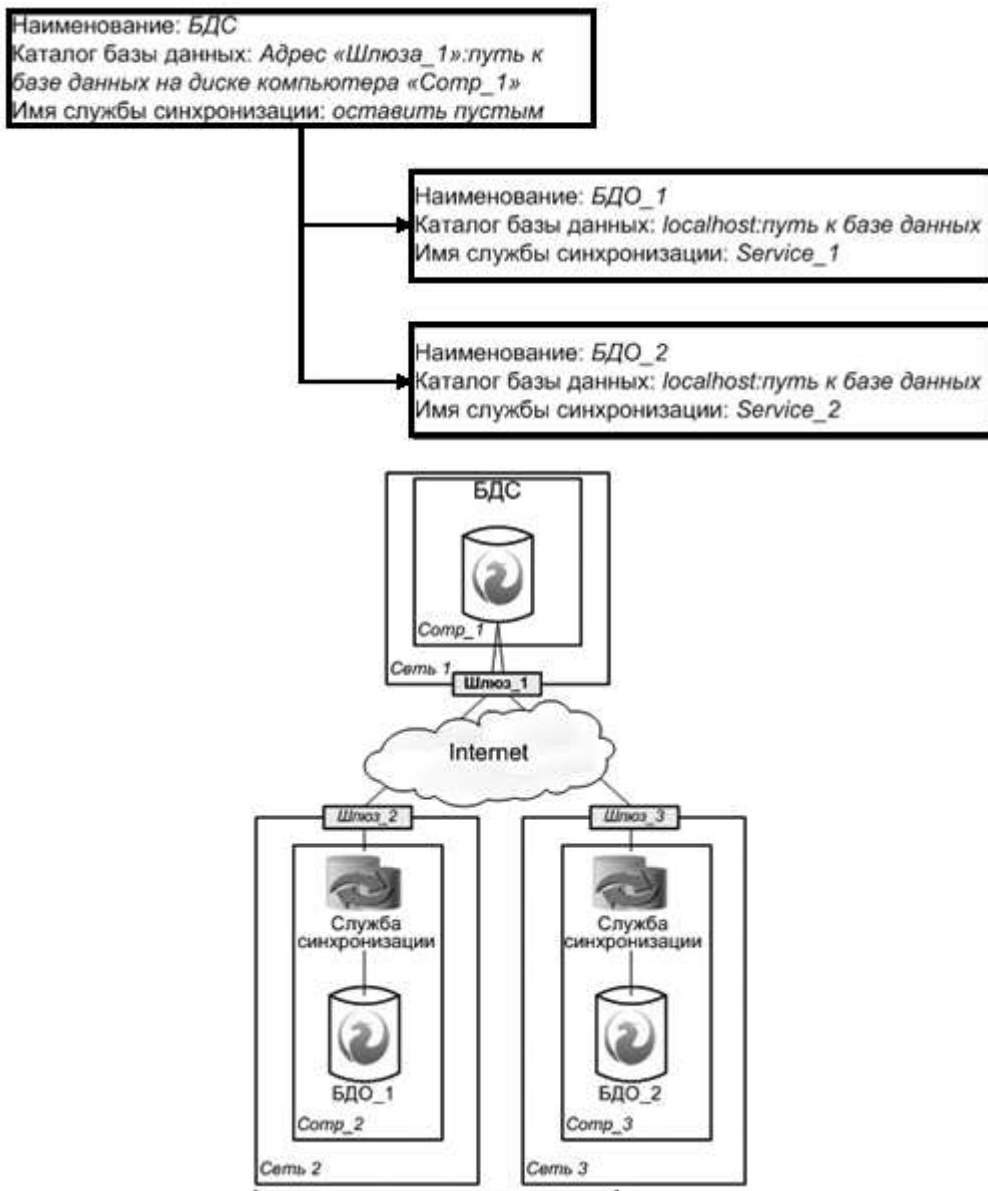 Наименование: БДС
Каталог базы данных: Адрес «Шлюза_1»:путь к
базе данных на диске компьютера «Comp_1»
Имя службы синхронизации: оставить пустым
Наименование: БДО_1
Каталог базы данных: localhost:путь к базе данных
Имя службы синхронизации: Service_1
Наименование: БДО_2
Каталог базы данных: localhost:путь к базе данных
Имя службы синхронизации: Service_2
БДС
Comp_1
Сеть 1
Шлюз_1
Internet
Шлюз_2
Шлюз_3
Служба
синхронизации
Служба
синхронизации
БДО_1
БДО_2
Comp_2
Comp_3
Сеть 2
Сеть 3